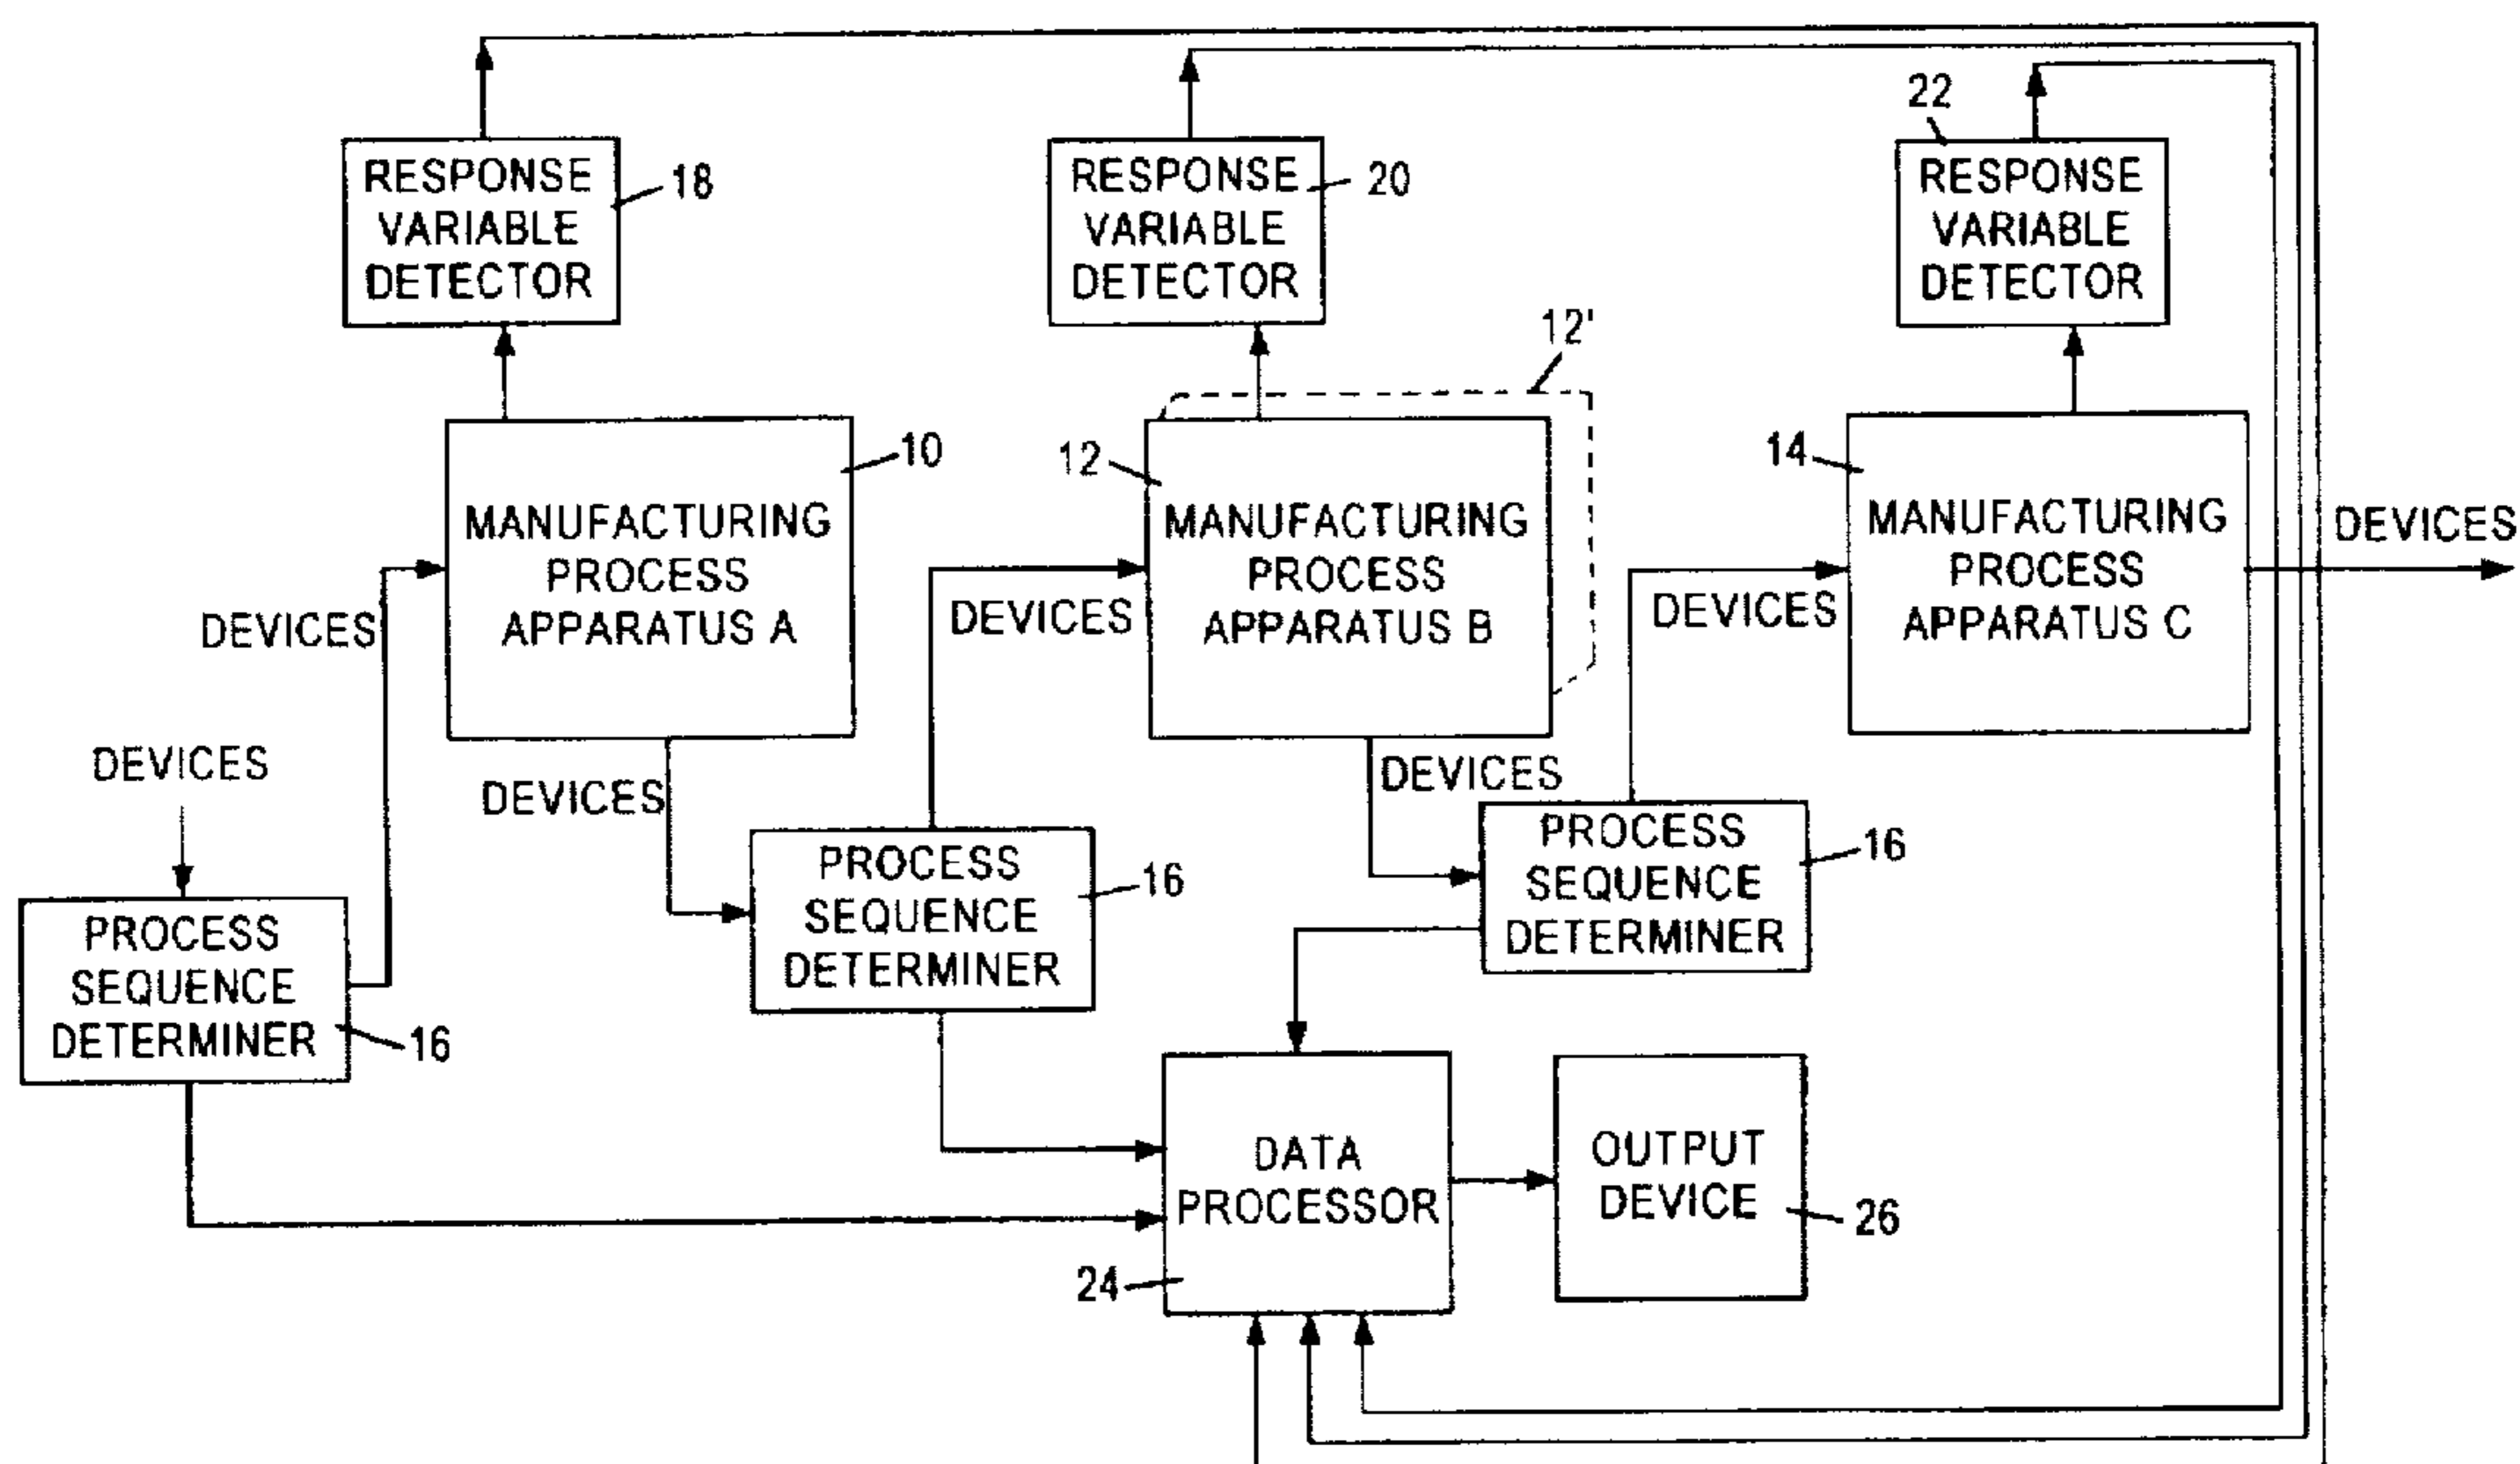 22
RESPONSE
VARIABLE
DETECTOR
18
RESPONSE
VARIABLE
DETECTOR
20
RESPONSE
VARIABLE
DETECTOR
12'
10
MANUFACTURING
PROCESS
APPARATUS A
12
MANUFACTURING
PROCESS
APPARATUS B
14
MANUFACTURING
PROCESS
APPARATUS C
DEVICES
DEVICES
DEVICES
DEVICES
DEVICES
DEVICES
DEVICES
PROCESS
SEQUENCE
DETERMINER
16
PROCESS
SEQUENCE
DETERMINER
16
PROCESS
SEQUENCE
DETERMINER
16
DATA
PROCESSOR
24
OUTPUT
DEVICE
26